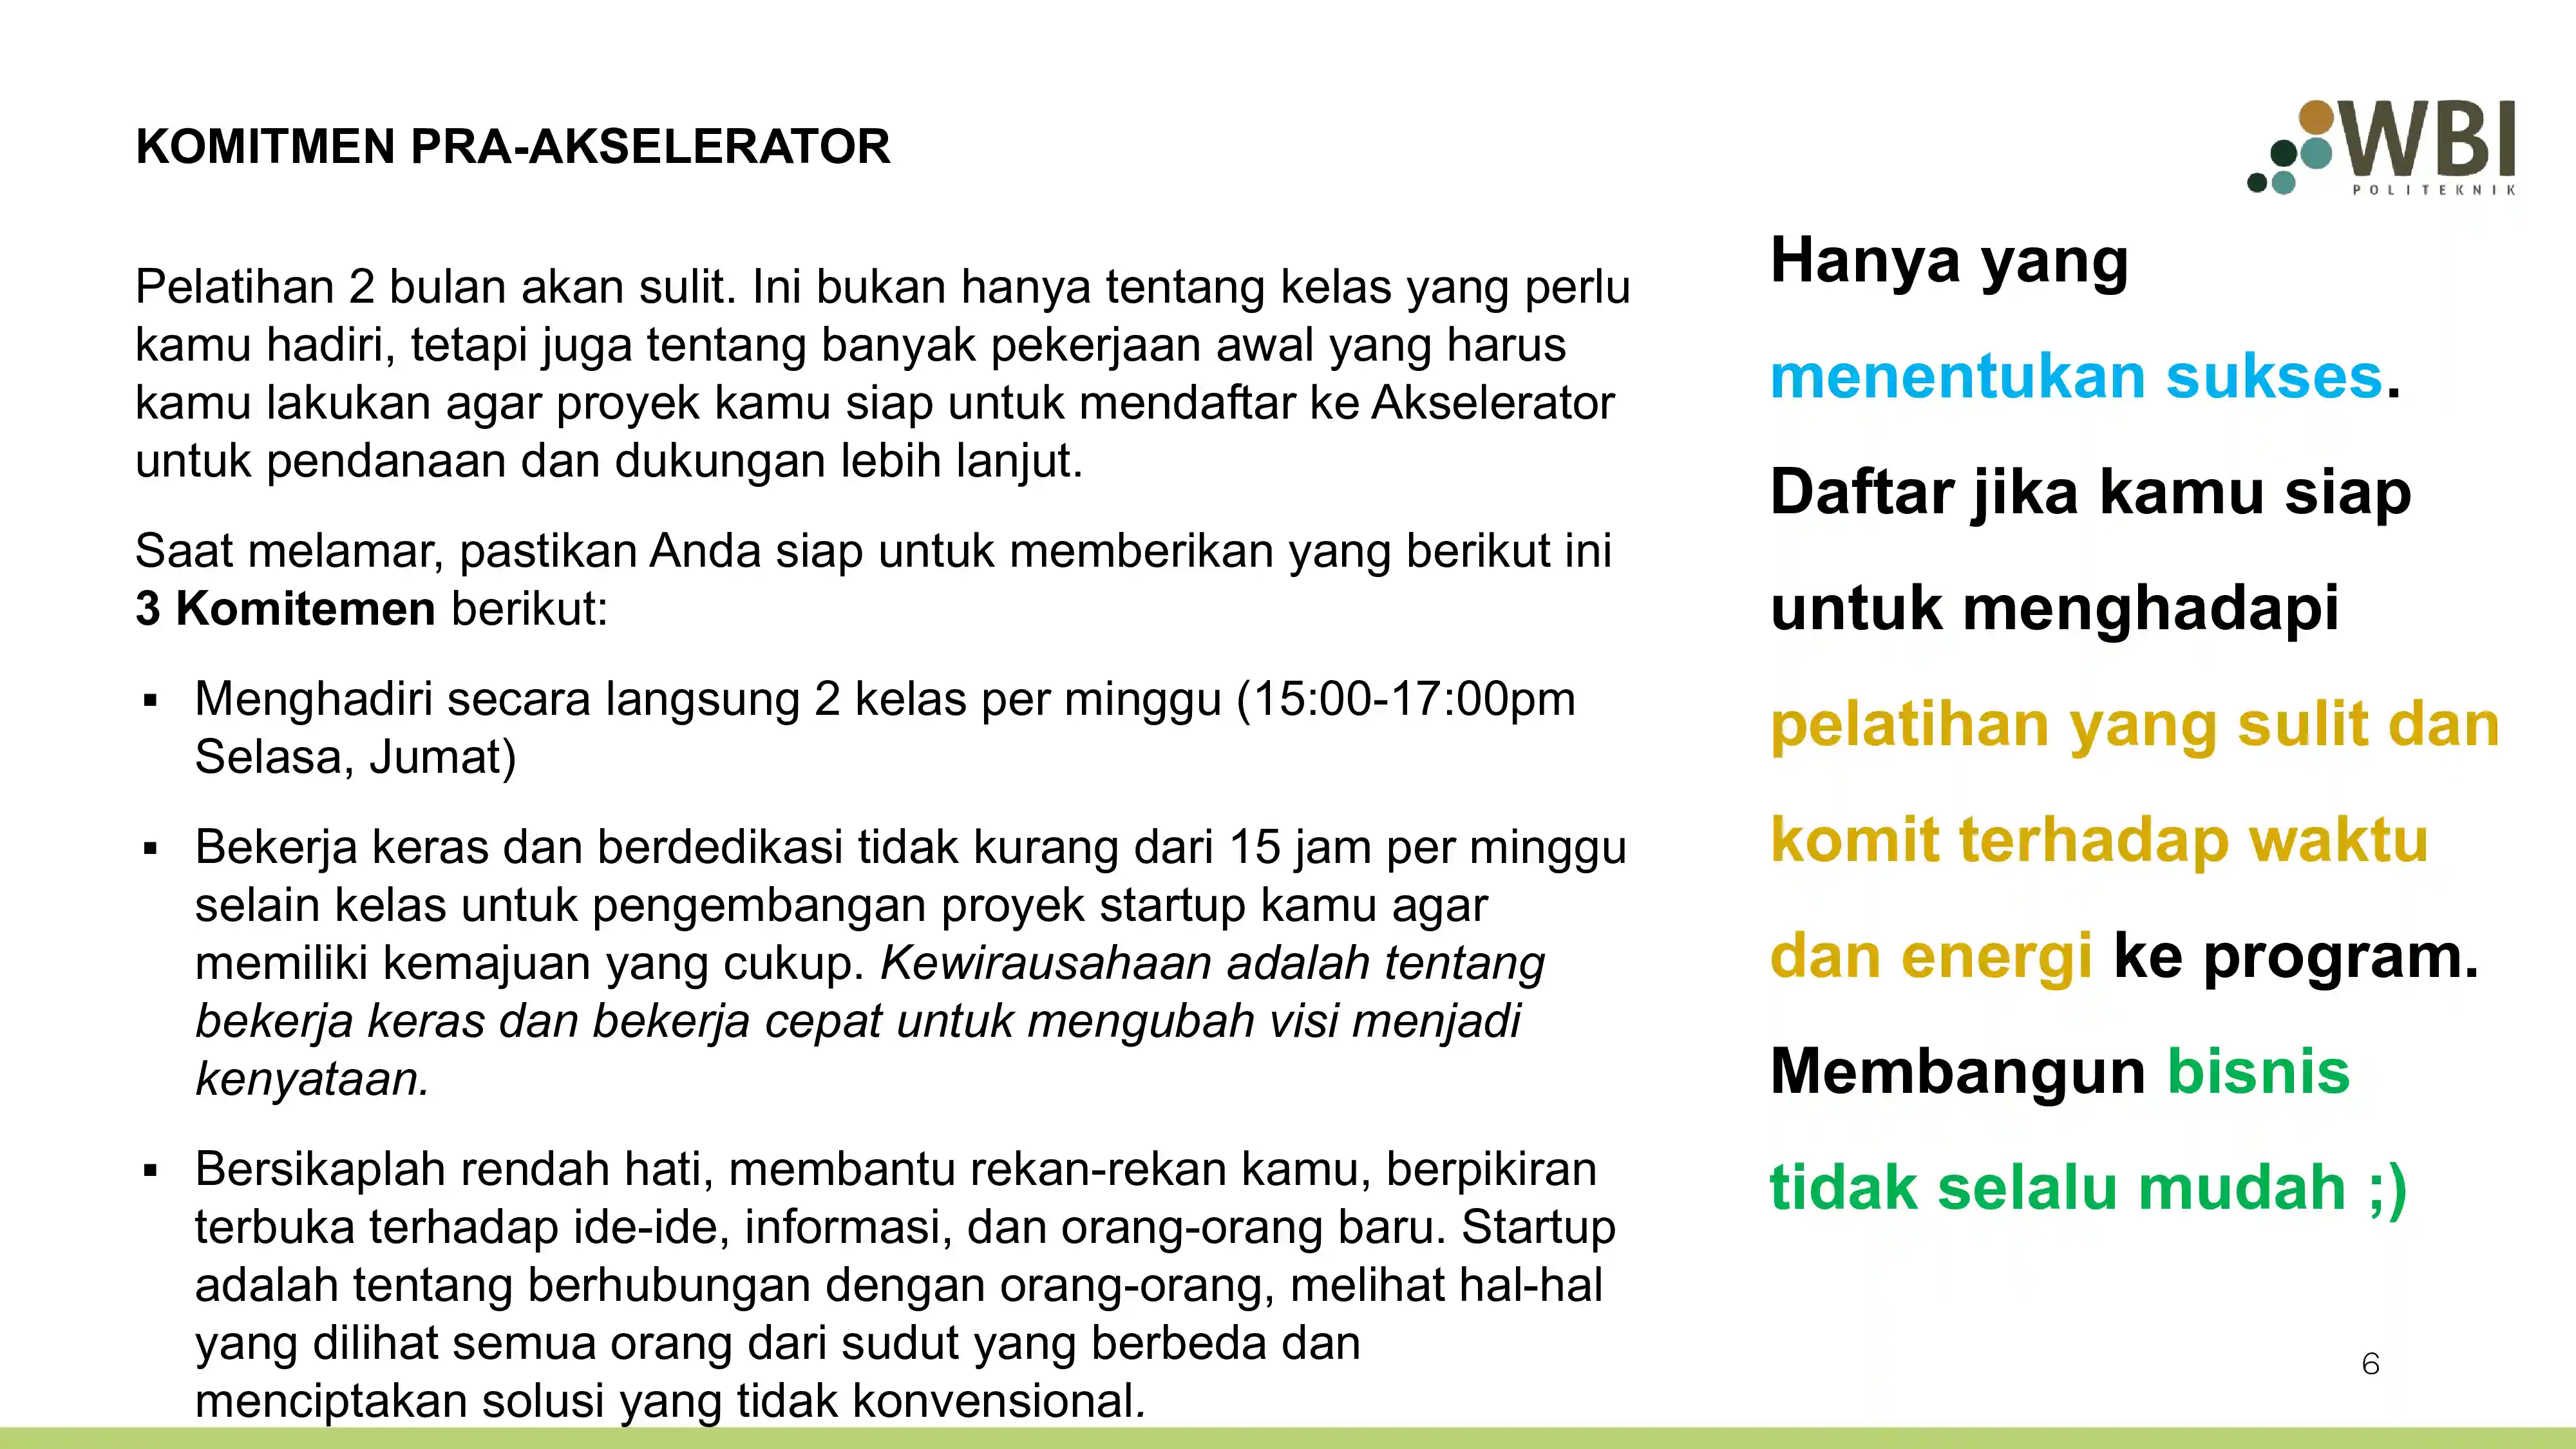 KOMITMEN PRA-AKSELERATOR
WBI
POLITEKNIK
Pelatihan 2 bulan akan sulit. Ini bukan hanya tentang kelas yang perlu
kamu hadiri, tetapi juga tentang banyak pekerjaan awal yang harus
kamu lakukan agar proyek kamu siap untuk mendaftar ke Akselerator
untuk pendanaan dan dukungan lebih lanjut.
Saat melamar, pastikan Anda siap untuk memberikan yang berikut ini
3 Komitemen berikut:
▪ Menghadiri secara langsung 2 kelas per minggu (15:00-17:00pm
Selasa, Jumat)
▪ Bekerja keras dan berdedikasi tidak kurang dari 15 jam per minggu
selain kelas untuk pengembangan proyek startup kamu agar
memiliki kemajuan yang cukup. Kewirausahaan adalah tentang
bekerja keras dan bekerja cepat untuk mengubah visi menjadi
kenyataan.
▪ Bersikaplah rendah hati, membantu rekan-rekan kamu, berpikiran
terbuka terhadap ide-ide, informasi, dan orang-orang baru. Startup
adalah tentang berhubungan dengan orang-orang, melihat hal-hal
yang dilihat semua orang dari sudut yang berbeda dan
menciptakan solusi yang tidak konvensional.
Hanya yang
menentukan sukses.
Daftar jika kamu siap
untuk menghadapi
pelatihan yang sulit dan
komit terhadap waktu
dan energi ke program.
Membangun bisnis
tidak selalu mudah ;)
6